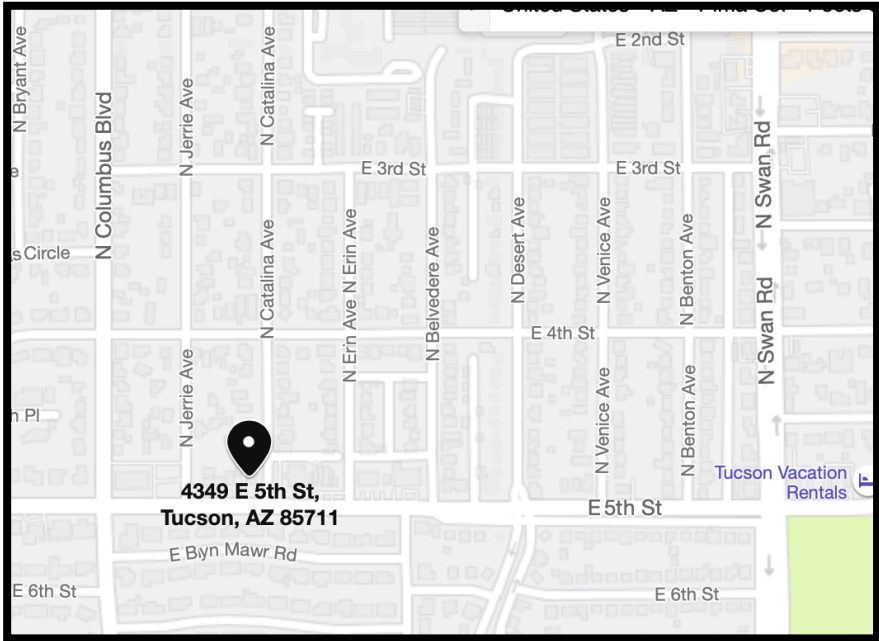 E 2nd St
N Bryant Ave
N Columbus Blvd
N Jerrie Ave
N Catalina Ave
N Swan Rd
E 3rd St
E 3rd St
e
s Circle
N Catalina Ave
N Erin Ave
N Erin Ave
N Belvedere Ave
N Desert Ave
N Venice Ave
N Benton Ave
N Swan Rd
E 4th St
N Jerrie Ave
N Venice Ave
N Benton Ave
h Pl
Tucson Vacation
Rentals
4349 E 5th St,
Tucson, AZ 85711
E 5th St
E Bryn Mawr Rd
E 6th St
E 6th St